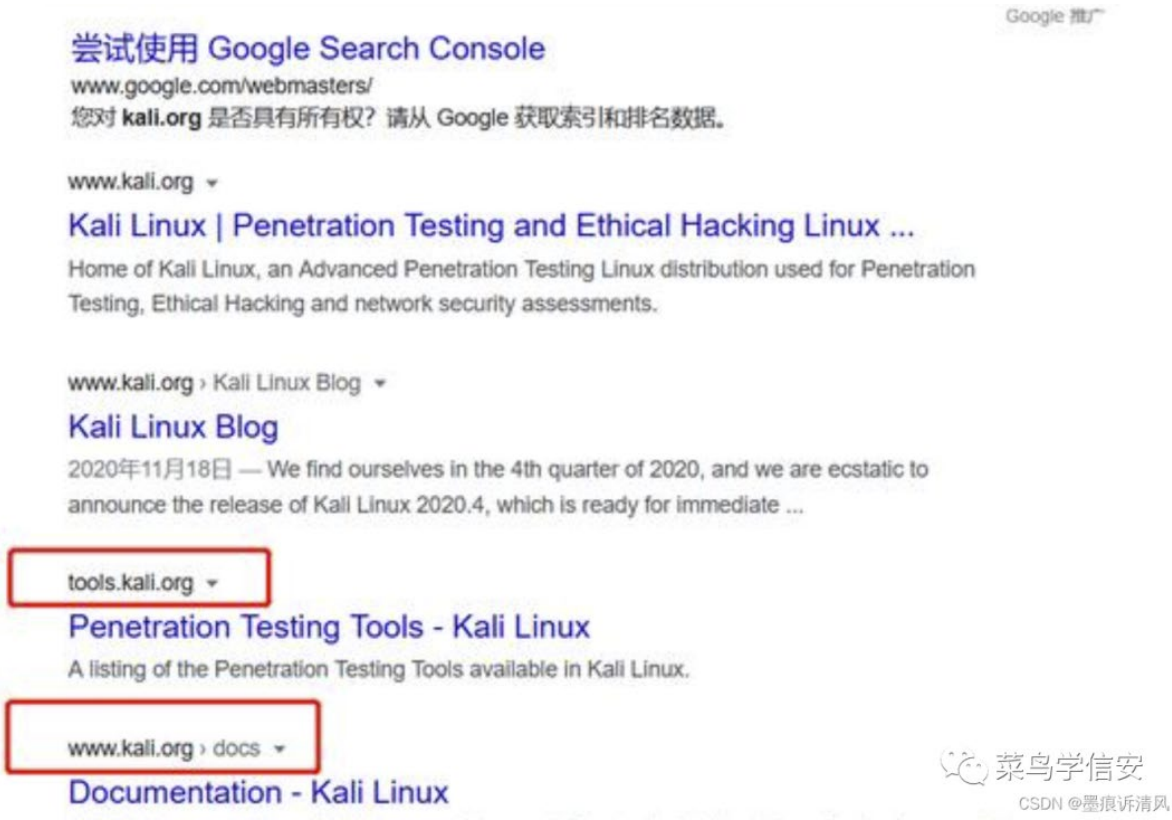 Google 推广
尝试使用 Google Search Console
www.google.com/webmasters/
您对 kali.org 是否具有所有权？请从 Google 获取索引和排名数据。
www.kali.org
Kali Linux | Penetration Testing and Ethical Hacking Linux ...
Home of Kali Linux, an Advanced Penetration Testing Linux distribution used for Penetration
Testing, Ethical Hacking and network security assessments.
www.kali.org › Kali Linux Blog
Kali Linux Blog
2020年11月18日 — We find ourselves in the 4th quarter of 2020, and we are ecstatic to
announce the release of Kali Linux 2020.4, which is ready for immediate ...
tools.kali.org
Penetration Testing Tools - Kali Linux
A listing of the Penetration Testing Tools available in Kali Linux.
www.kali.org › docs
Documentation - Kali Linux
菜鸟学信安
CSDN @墨痕诉清风